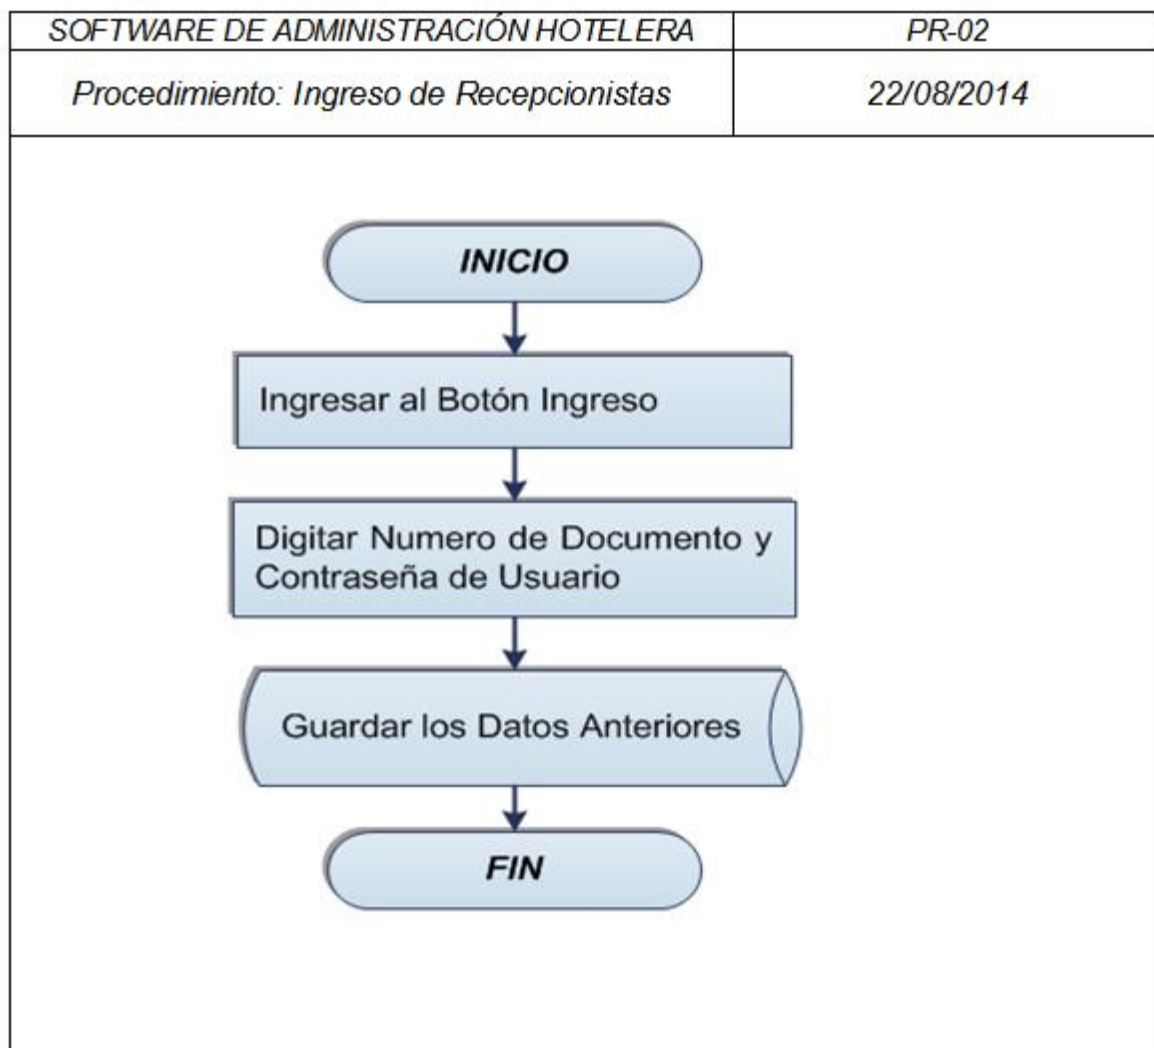 SOFTWARE DE ADMINISTRACIÓN HOTELERA
PR-02
Procedimiento: Ingreso de Recepcionistas
22/08/2014
INICIO
Ingresar al Botón Ingreso
Digitar Numero de Documento y
Contraseña de Usuario
Guardar los Datos Anteriores
FIN